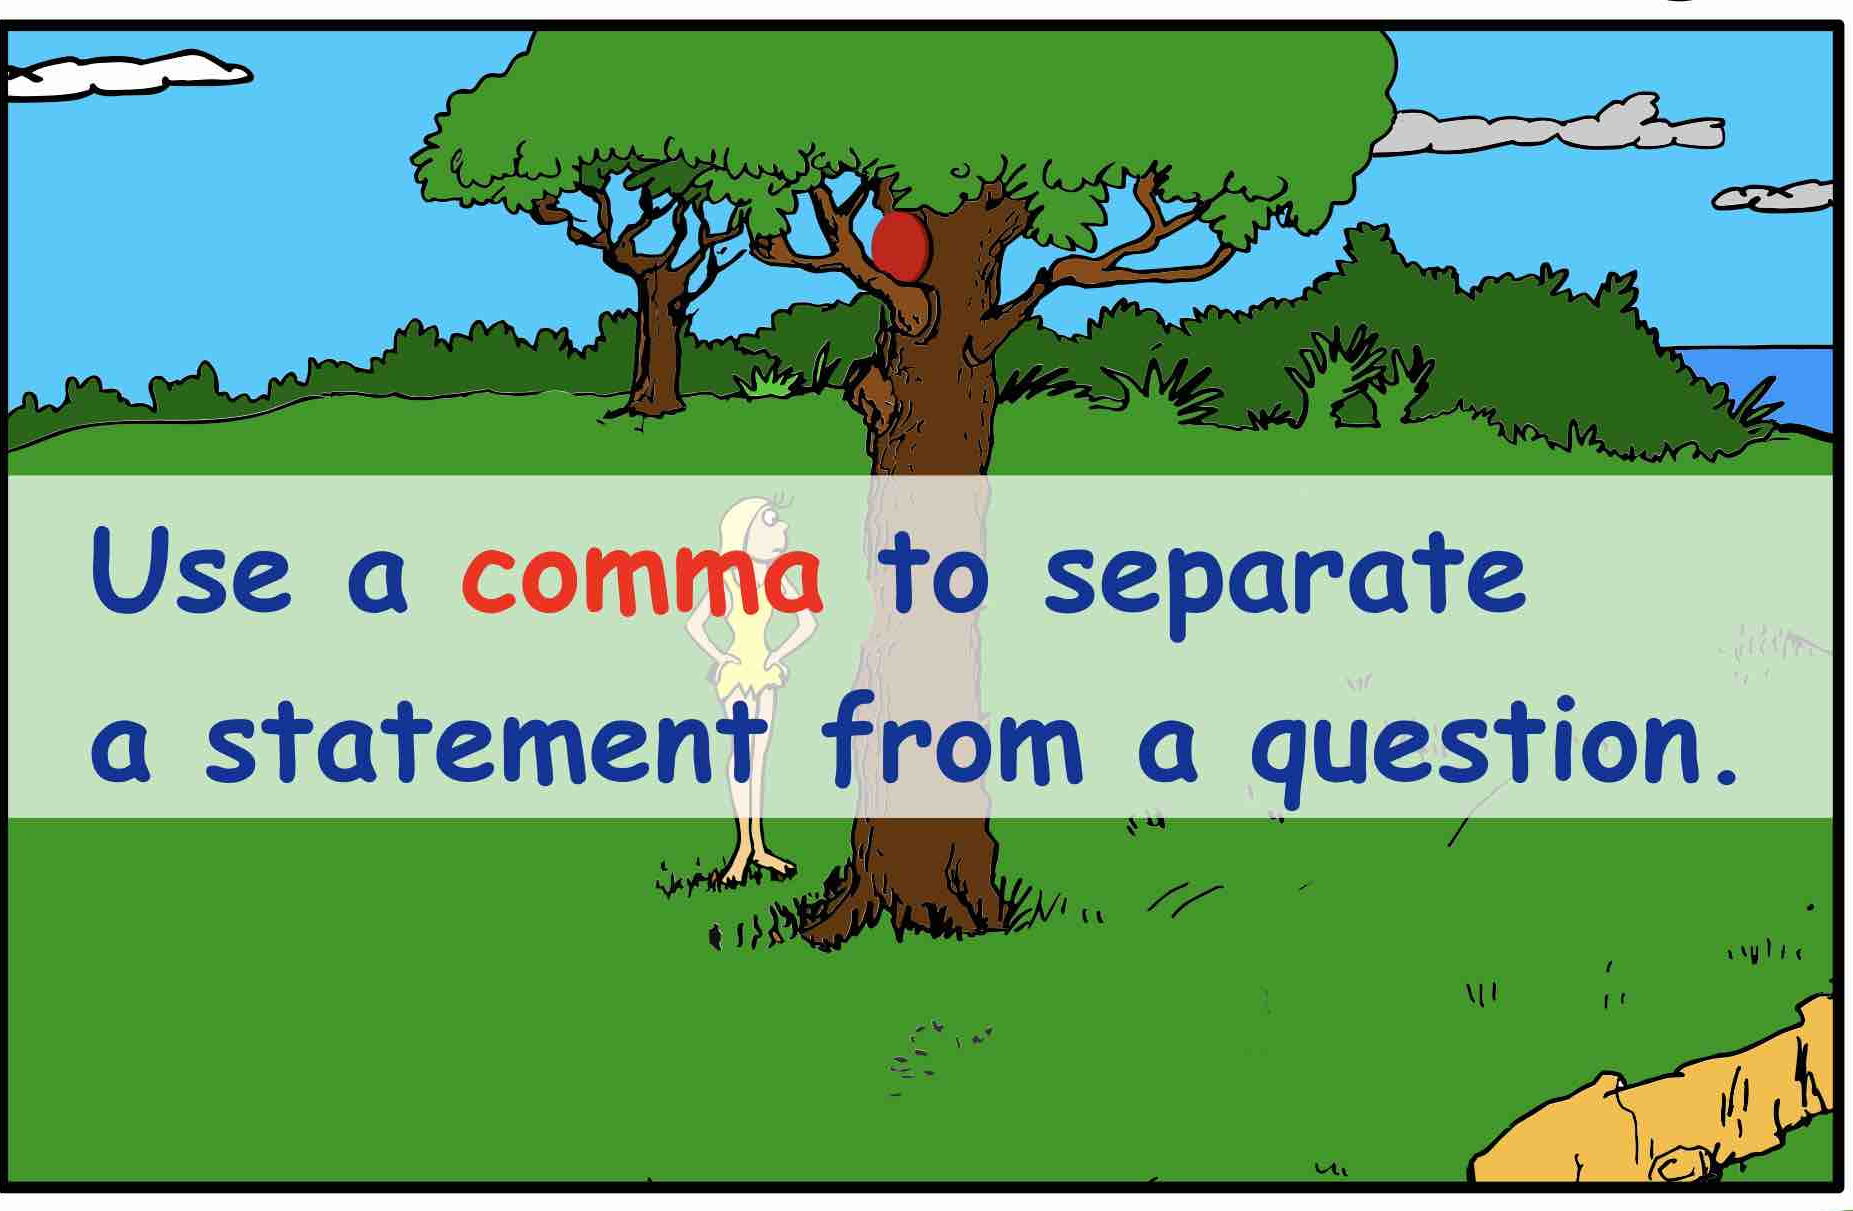 Use a comma to separate
a statement from a question.